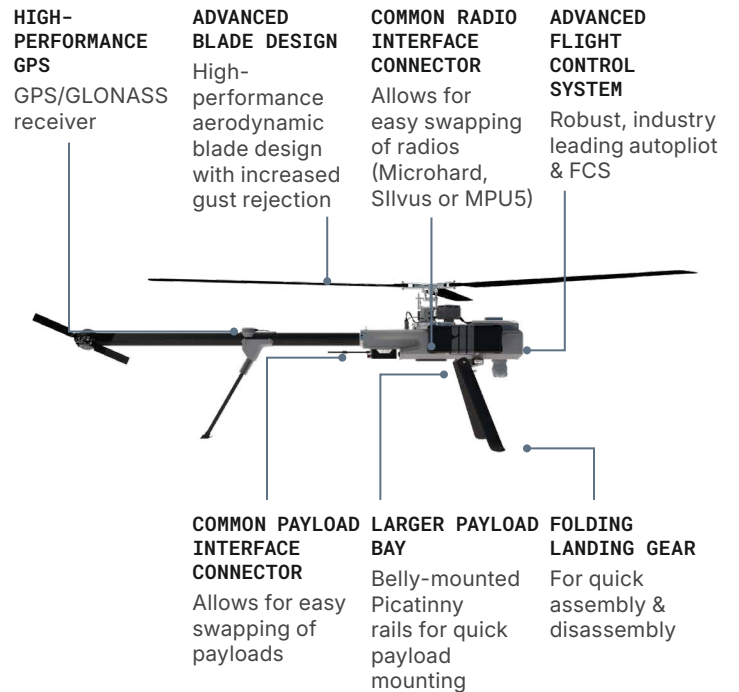 HIGH-
PERFORMANCE
GPS
GPS/GLONASS
receiver
ADVANCED
BLADE DESIGN
High-
performance
aerodynamic
blade design
with increased
gust rejection
COMMON RADIO
INTERFACE
CONNECTOR
Allows for
easy swapping
of radios
(Microhard,
SIlvus or MPU5)
ADVANCED
FLIGHT
CONTROL
SYSTEM
Robust, industry
leading autopliot
& FCS
COMMON PAYLOAD
INTERFACE
CONNECTOR
Allows for easy
swapping of
payloads
LARGER PAYLOAD
BAY
Belly-mounted
Picatinny
rails for quick
payload
mounting
FOLDING
LANDING GEAR
For quick
assembly &
disassembly